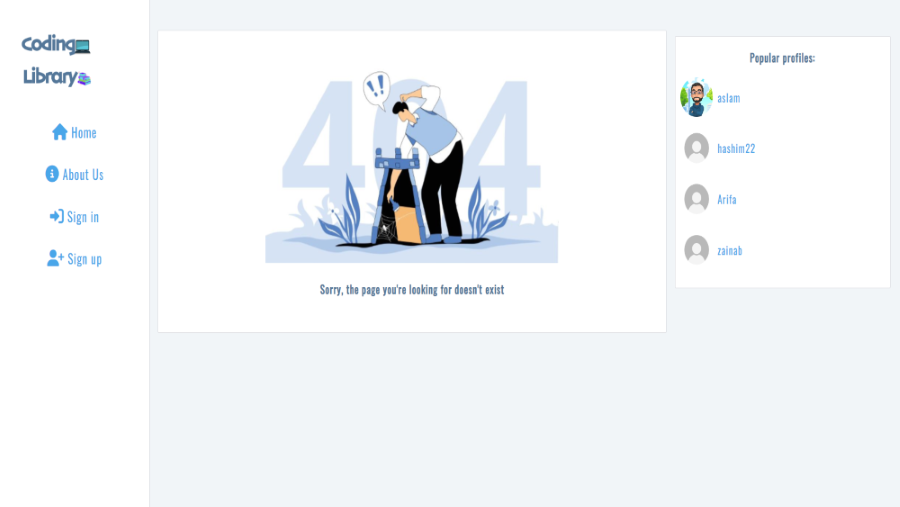 Coding
Library
Home
About Us
Sign in
Sign up
404
!!
Sorry, the page you're looking for doesn't exist
Popular profiles:
aslam
hashim22
Arifa
zainab